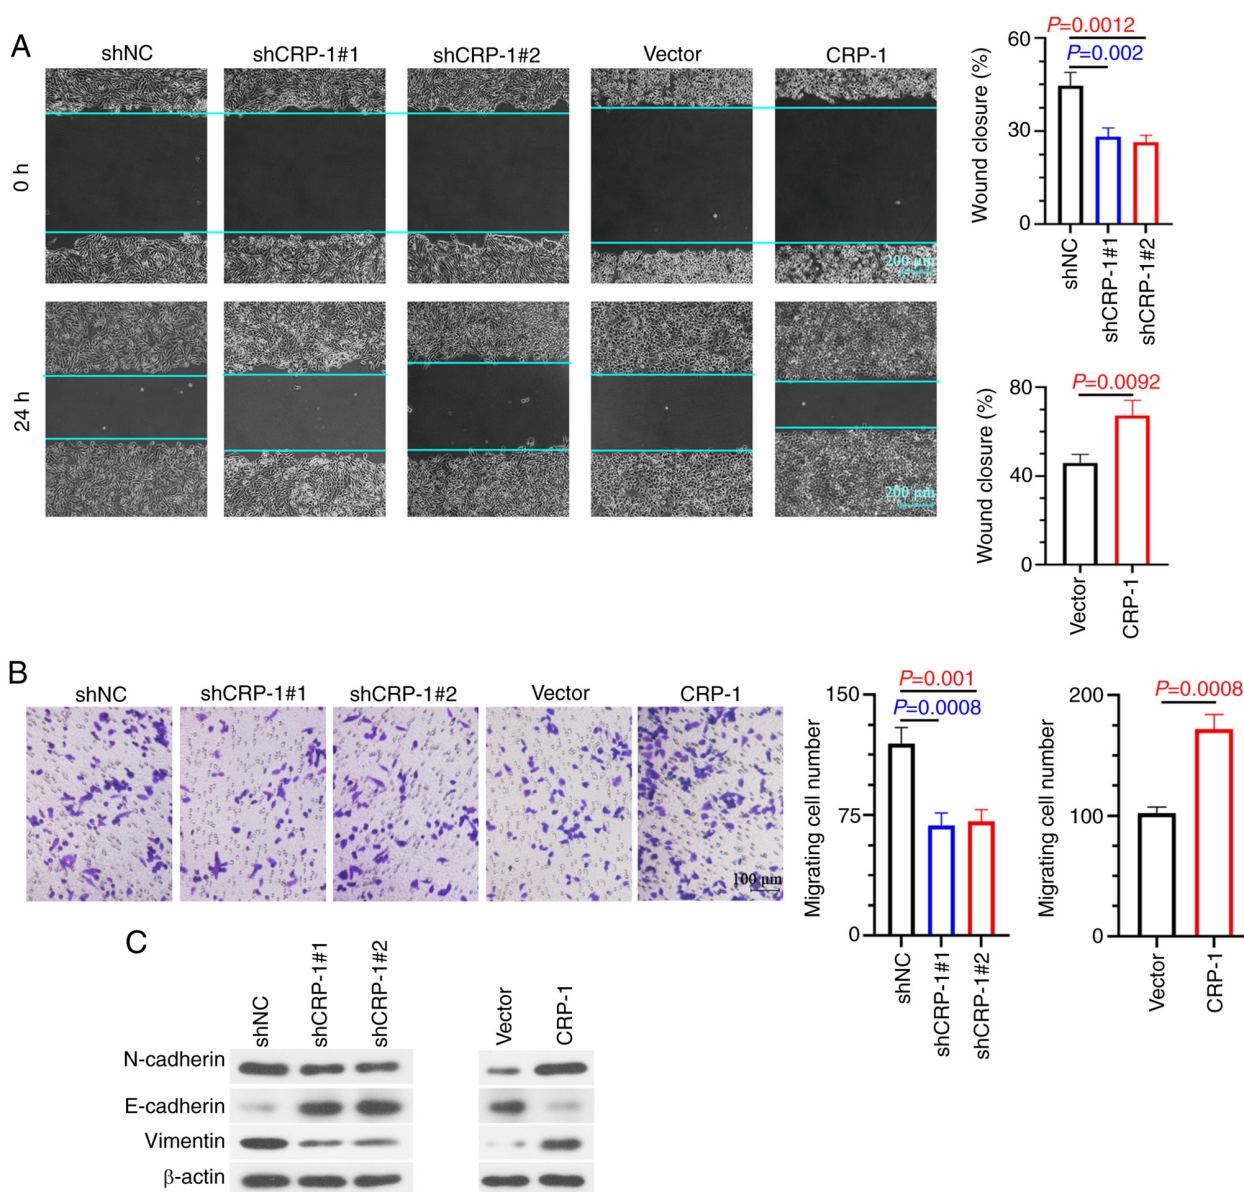 A
shNC
shCRP-1#1
shCRP-1#2
Vector
CRP-1
0 h
200 μm
24 h
200 μm
P=0.0012
P=0.002
Wound closure (%)
60
30
0
shNC
shCRP-1#1
shCRP-1#2
P=0.0092
Wound closure (%)
80
40
0
Vector
CRP-1
B
shNC
shCRP-1#1
shCRP-1#2
Vector
CRP-1
100 μm
P=0.001
P=0.0008
Migrating cell number
150
75
0
shNC
shCRP-1#1
shCRP-1#2
P=0.0008
Migrating cell number
200
100
0
Vector
CRP-1
C
shNC
shCRP-1#1
shCRP-1#2
Vector
CRP-1
N-cadherin
E-cadherin
Vimentin
β-actin